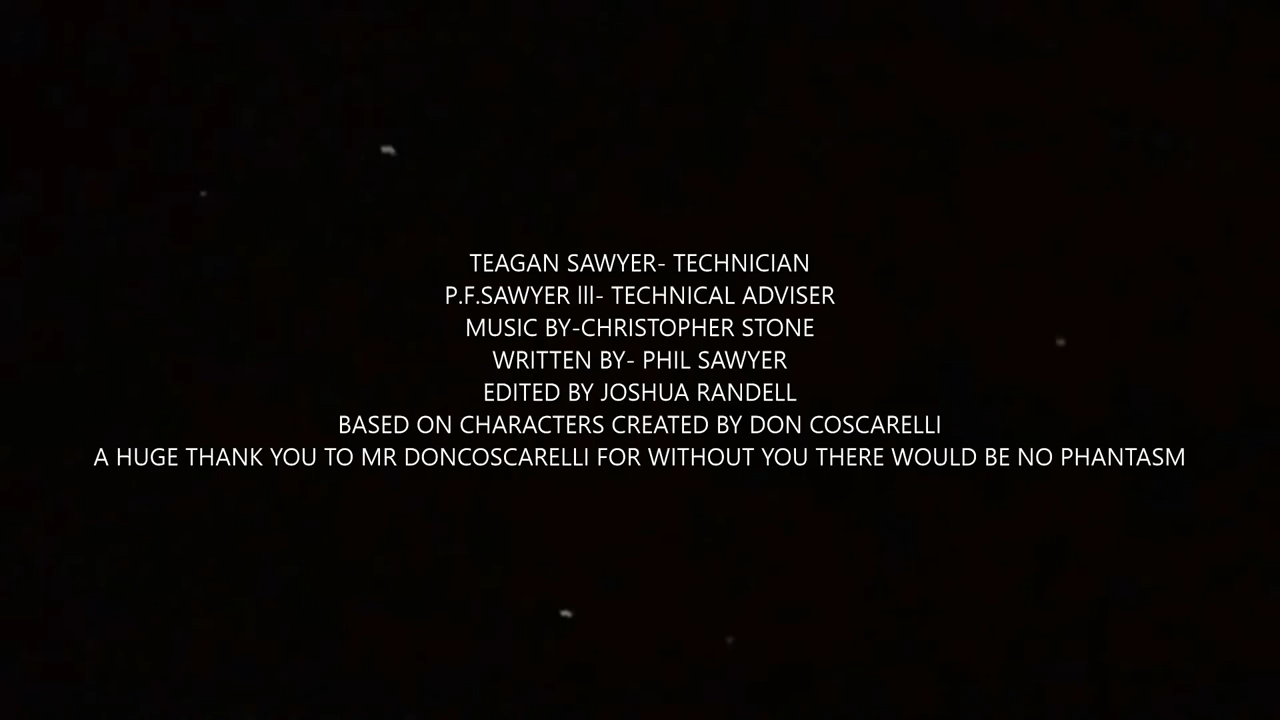 TEAGAN SAWYER- TECHNICIAN
P.F.SAWYER lll- TECHNICAL ADVISER
MUSIC BY-CHRISTOPHER STONE
WRITTEN BY- PHIL SAWYER
EDITED BY JOSHUA RANDELL
BASED ON CHARACTERS CREATED BY DON COSCARELLI
A HUGE THANK YOU TO MR DONCOSCARELLI FOR WITHOUT YOU THERE WOULD BE NO PHANTASM